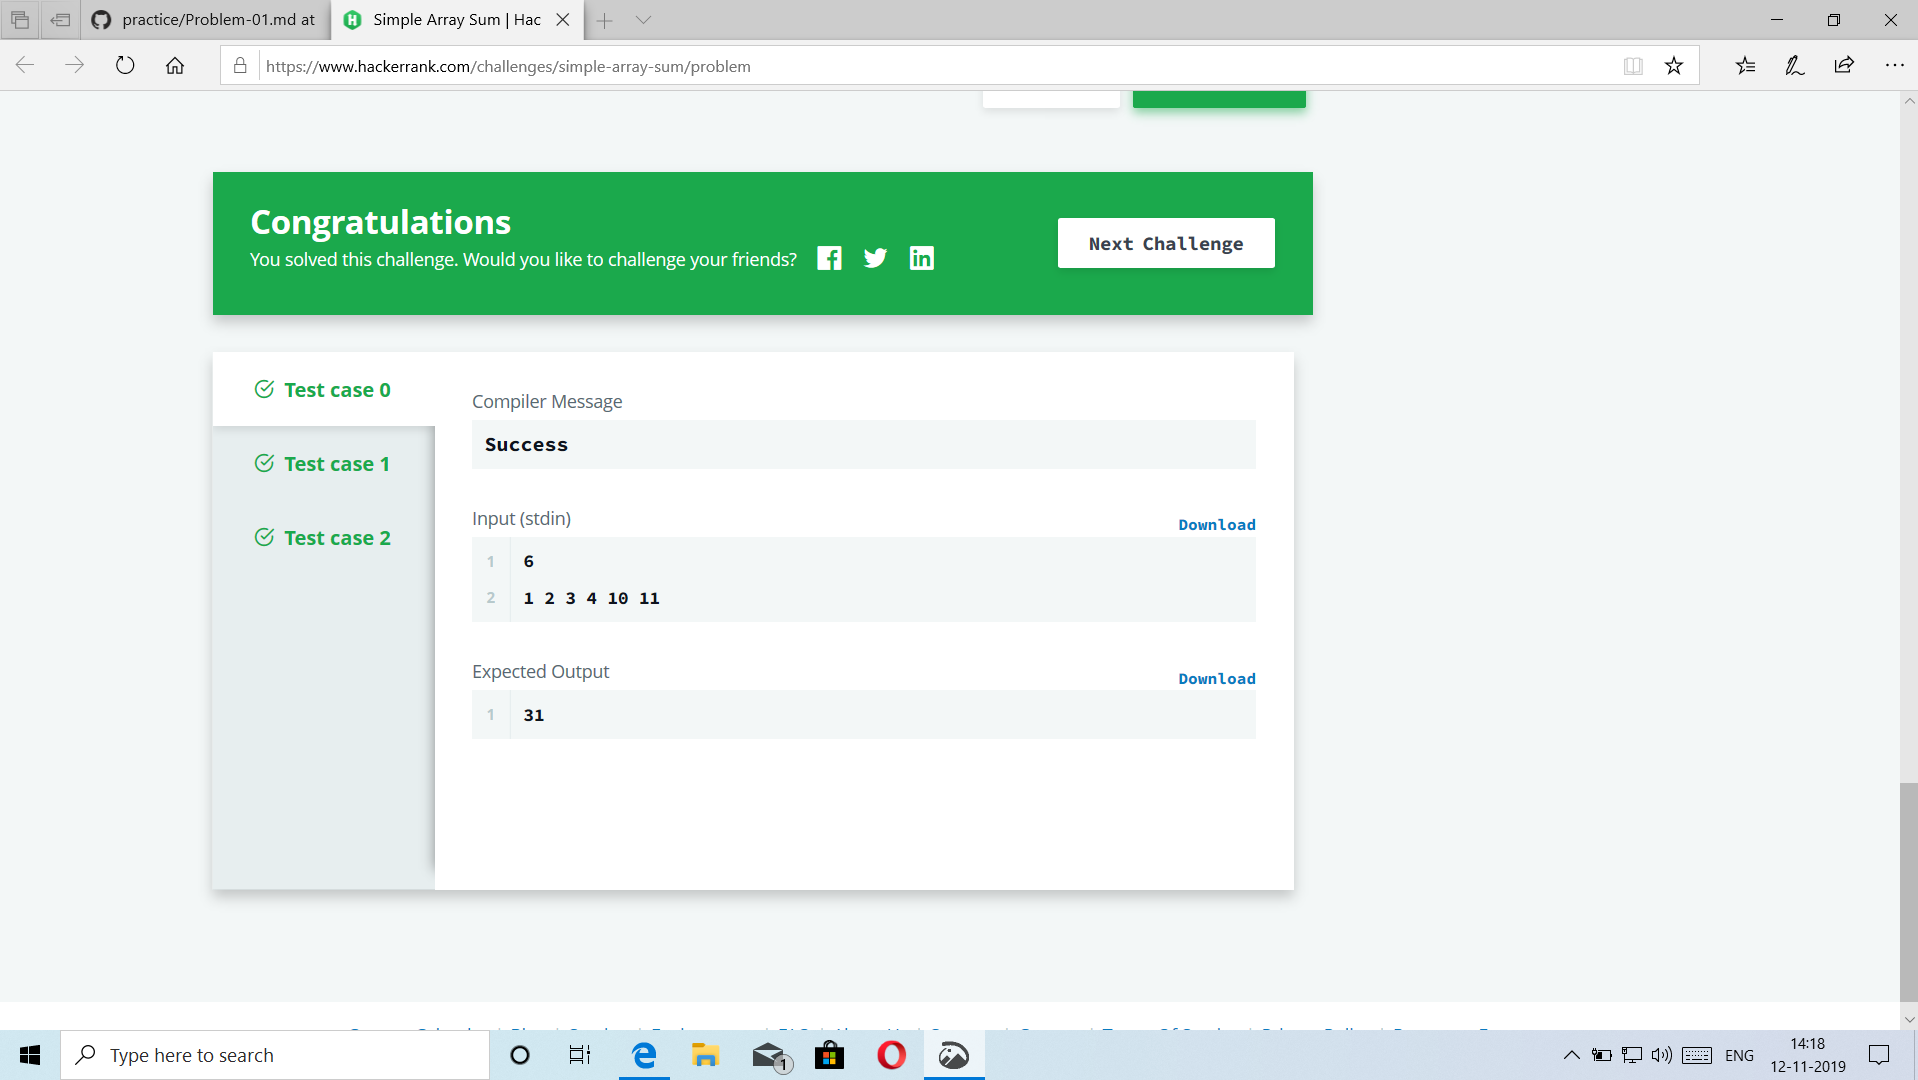 practice/Problem-01.md at
Simple Array Sum | Hac
https://www.hackerrank.com/challenges/simple-array-sum/problem
Congratulations
You solved this challenge. Would you like to challenge your friends?
Next Challenge
Test case 0
Test case 1
Test case 2
Compiler Message
Success
Input (stdin)
Download
1 6
2 1 2 3 4 10 11
Expected Output
Download
1 31
Type here to search
1
ENG
14:18
12-11-2019